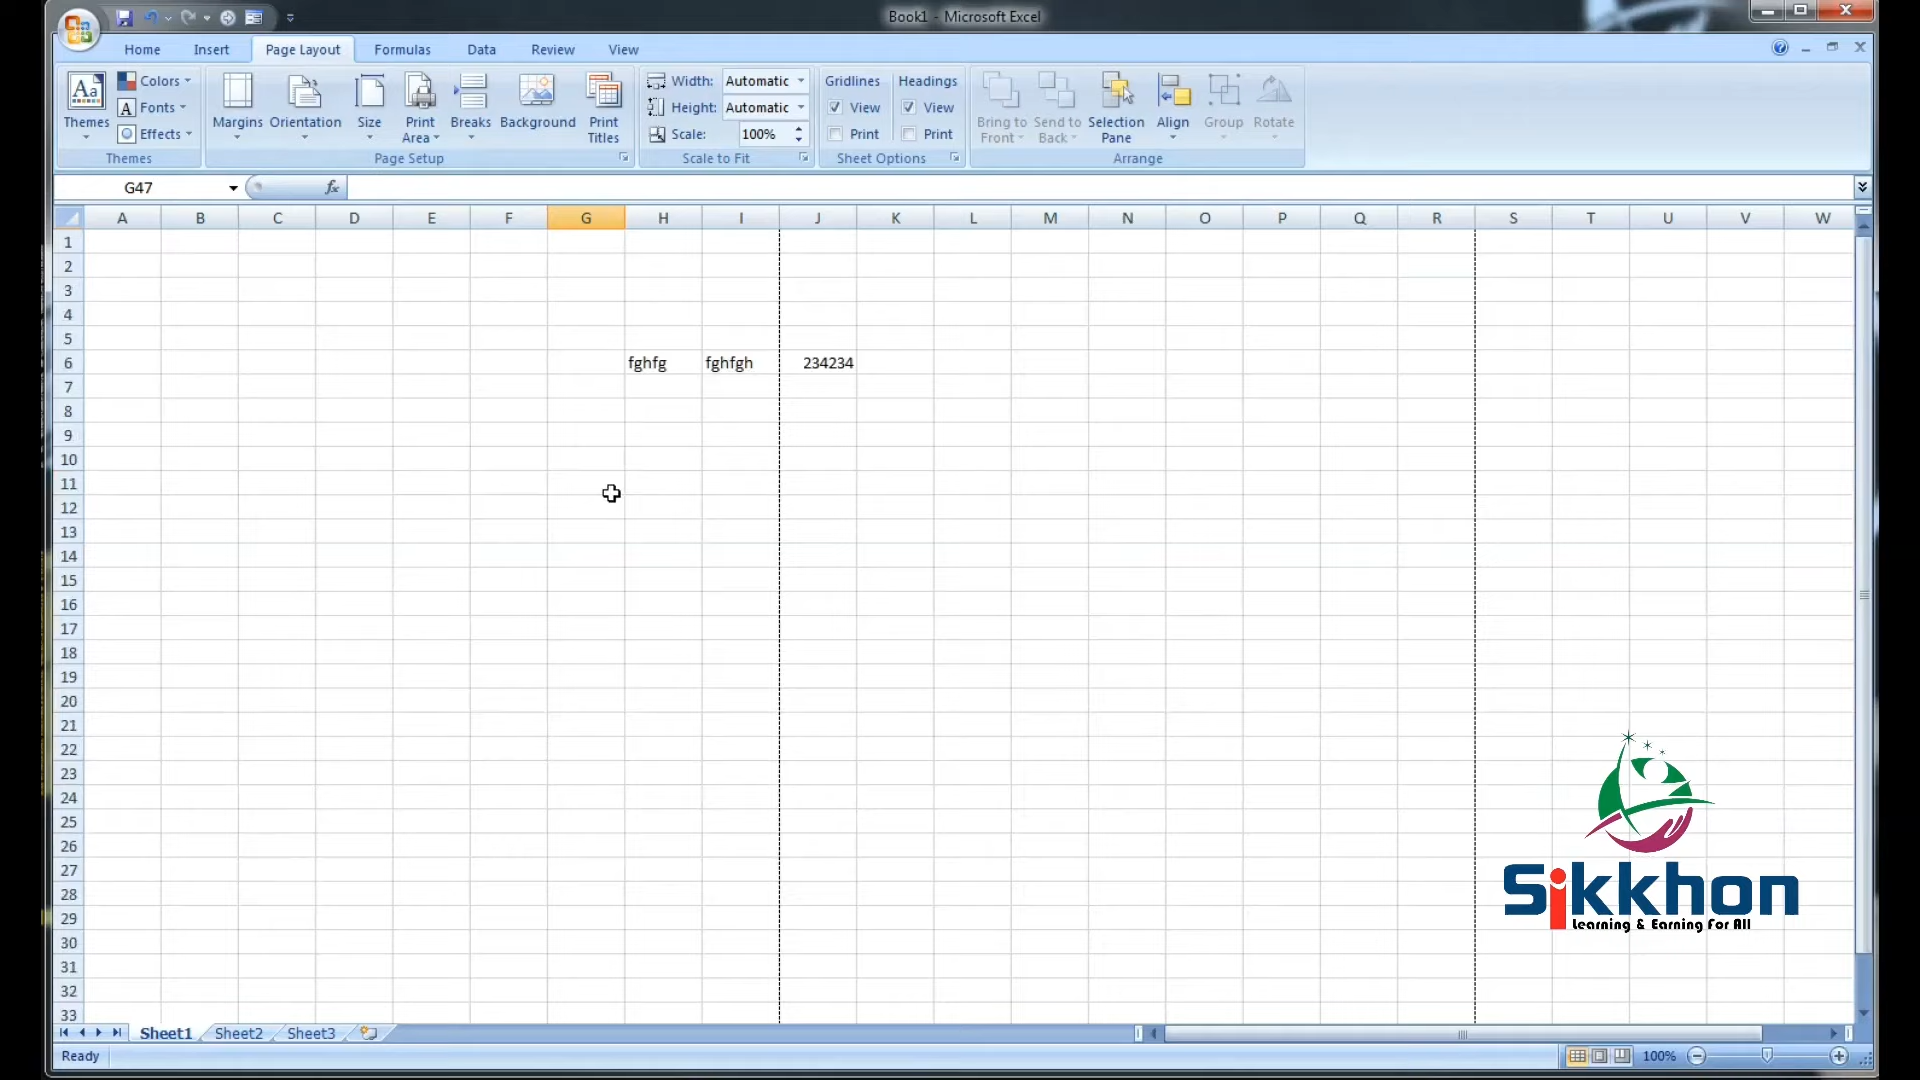 Book1 - Microsoft Excel
Home Insert Page Layout Formulas Data Review View
Aa Colors Width: Automatic Gridlines Headings
A Fonts Height: Automatic View View
Themes Effects Margins Orientation Size Print Area Breaks Background Print Titles Scale: 100% Print Print Bring to Front Send to Back Selection Pane Align Group Rotate
Themes Page Setup Scale to Fit Sheet Options Arrange
G47 fx
A B C D E F G H I J K L M N O P Q R S T U V W
1
2
3
4
5
6 fghfg fghfgh 234234
7
8
9
10
11
12
13
14
15
16
17
18
19
20
21
22
23
24
25
26
27
28
29
30
31
32
33
Sikkhon
Learning & Earning For All
Sheet1 Sheet2 Sheet3
Ready 100%